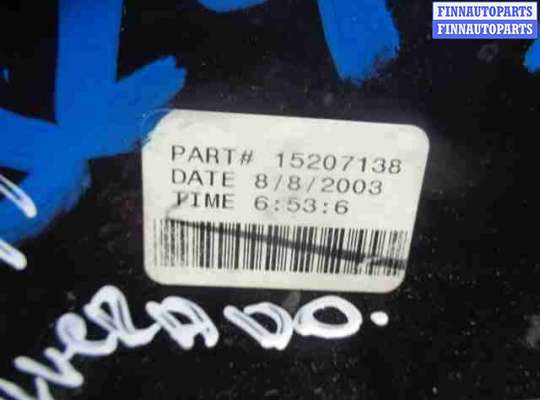 FINNAUTOPARTS
FINNAUTOPARTS
PART# 15207138
DATE 8/8/2003
TIME 6:53:6